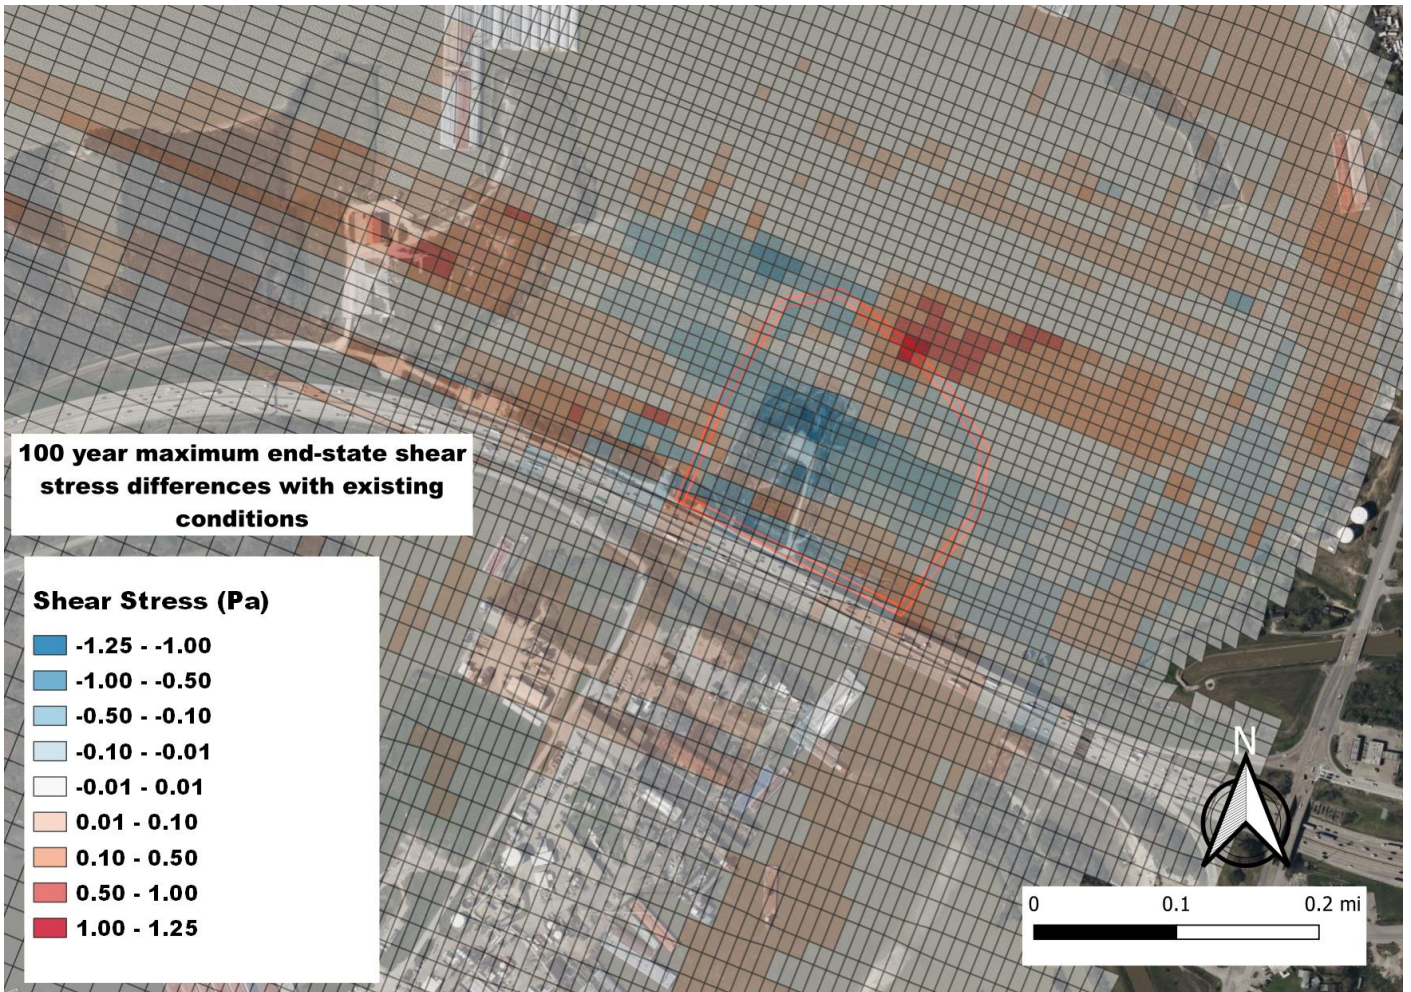 100 year maximum end-state shear
stress differences with existing
conditions
Shear Stress (Pa)
-1.25 - -1.00
-1.00 - -0.50
-0.50 - -0.10
-0.10 - -0.01
-0.01 - 0.01
0.01 - 0.10
0.10 - 0.50
0.50 - 1.00
1.00 - 1.25
N
0 0.1 0.2 mi